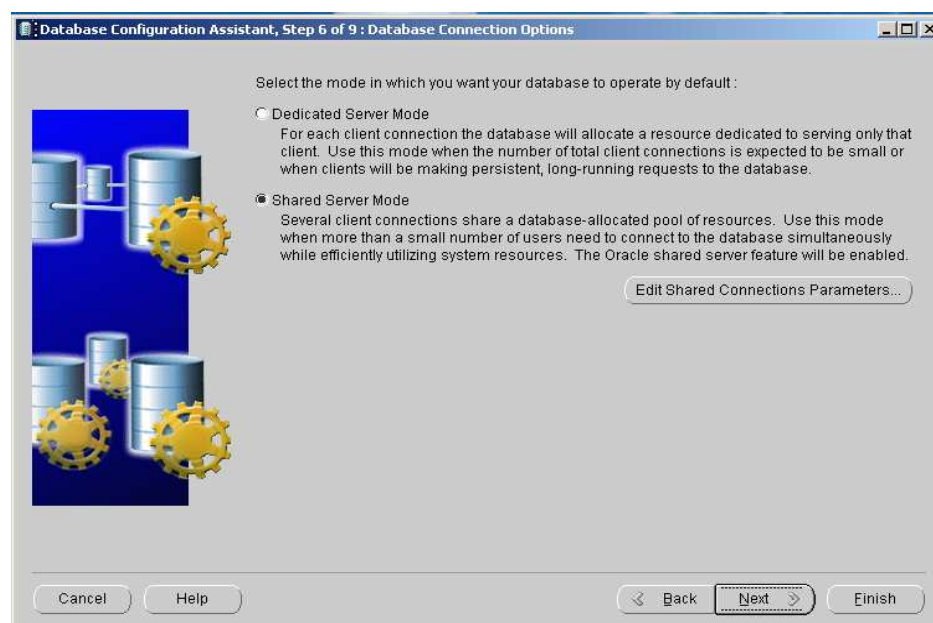 Database Configuration Assistant, Step 6 of 9 : Database Connection Options
Select the mode in which you want your database to operate by default :
Dedicated Server Mode
For each client connection the database will allocate a resource dedicated to serving only that
client. Use this mode when the number of total client connections is expected to be small or
when clients will be making persistent, long-running requests to the database.
Shared Server Mode
Several client connections share a database-allocated pool of resources. Use this mode
when more than a small number of users need to connect to the database simultaneously
while efficiently utilizing system resources. The Oracle shared server feature will be enabled.
Edit Shared Connections Parameters...
Cancel
Help
Back
Next
Finish